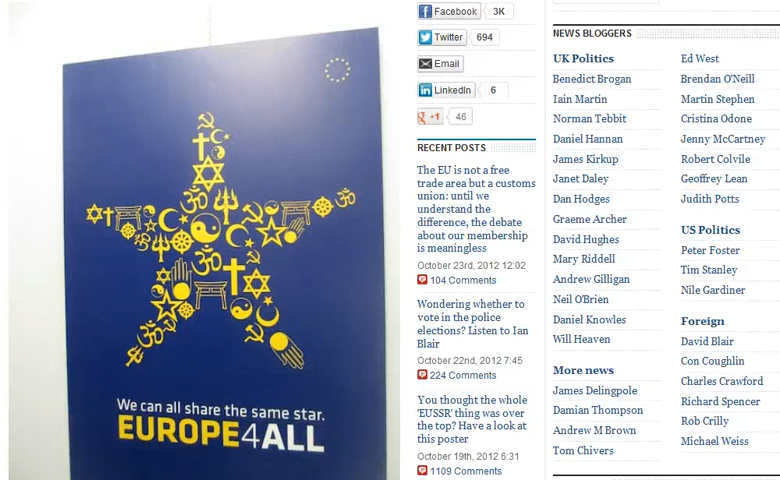 We can all share the same star.
EUROPE4ALL
Facebook 3K
Twitter 694
Email
LinkedIn 6
+1 46
RECENT POSTS
The EU is not a free
trade area but a customs
union: until we
understand the
difference, the debate
about our membership
is meaningless
October 23rd, 2012 12:02
104 Comments
Wondering whether to
vote in the police
elections? Listen to Ian
Blair
October 22nd, 2012 7:45
224 Comments
You thought the whole
'EUSSR' thing was over
the top? Have a look at
this poster
October 19th, 2012 6:31
1109 Comments
NEWS BLOGGERS
UK Politics
Benedict Brogan
Iain Martin
Norman Tebbit
Daniel Hannan
James Kirkup
Janet Daley
Dan Hodges
Graeme Archer
David Hughes
Mary Riddell
Andrew Gilligan
Neil O'Brien
Daniel Knowles
Will Heaven
More news
James Delingpole
Damian Thompson
Andrew M Brown
Tom Chivers
Ed West
Brendan O'Neill
Martin Stephen
Cristina Odone
Jenny McCartney
Robert Colvile
Geoffrey Lean
Judith Potts
US Politics
Peter Foster
Tim Stanley
Nile Gardiner
Foreign
David Blair
Con Coughlin
Charles Crawford
Richard Spencer
Rob Crilly
Michael Weiss